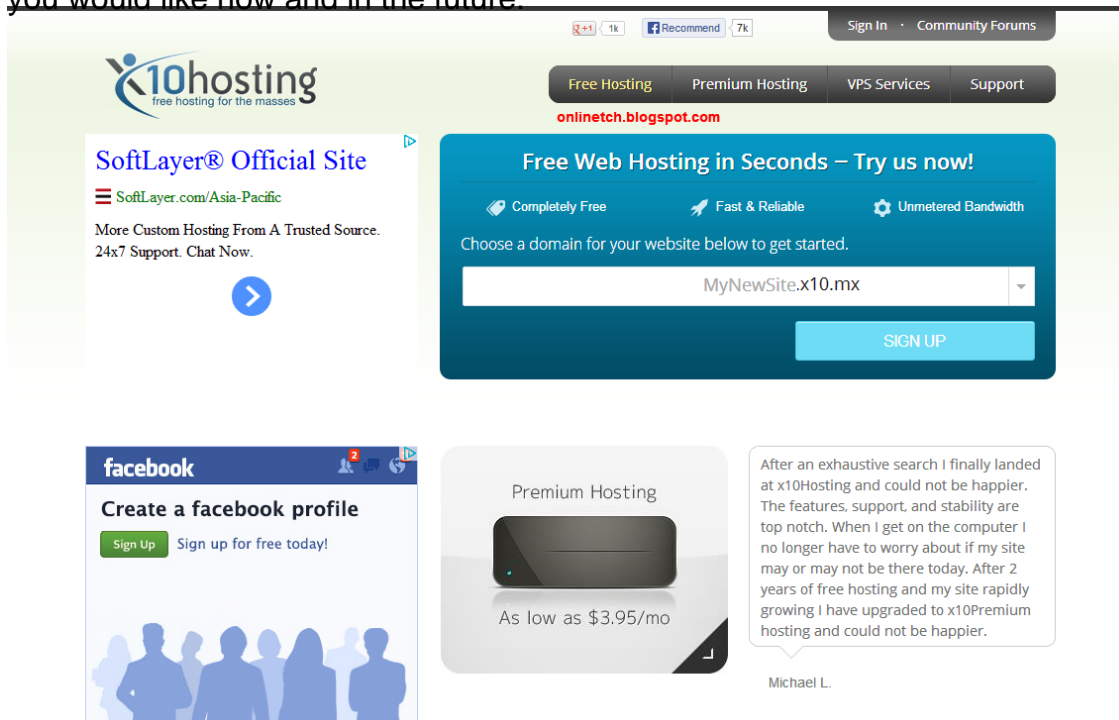 you would like now and in the future.
+1 1k Recommend 7k
Sign In · Community Forums
x10hosting
free hosting for the masses
Free Hosting Premium Hosting VPS Services Support
onlinetch.blogspot.com
SoftLayer® Official Site
SoftLayer.com/Asia-Pacific
More Custom Hosting From A Trusted Source.
24x7 Support. Chat Now.
Free Web Hosting in Seconds – Try us now!
Completely Free Fast & Reliable Unmetered Bandwidth
Choose a domain for your website below to get started.
MyNewSite.x10.mx
SIGN UP
facebook
2
Create a facebook profile
Sign Up Sign up for free today!
Premium Hosting
As low as $3.95/mo
After an exhaustive search I finally landed
at x10Hosting and could not be happier.
The features, support, and stability are
top notch. When I get on the computer I
no longer have to worry about if my site
may or may not be there today. After 2
years of free hosting and my site rapidly
growing I have upgraded to x10Premium
hosting and could not be happier.
Michael L.